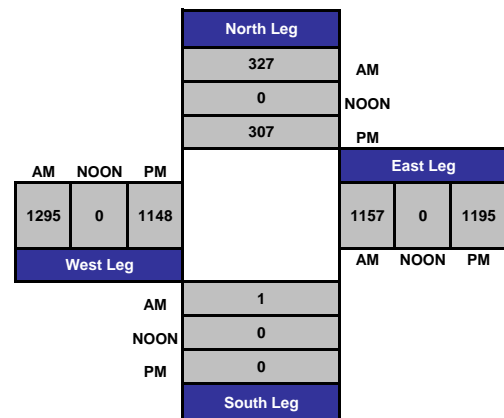 North Leg
327 AM
0 NOON
307 PM
AM NOON PM
East Leg
1295 0 1148
1157 0 1195
West Leg
AM NOON PM
AM 1
NOON 0
PM 0
South Leg